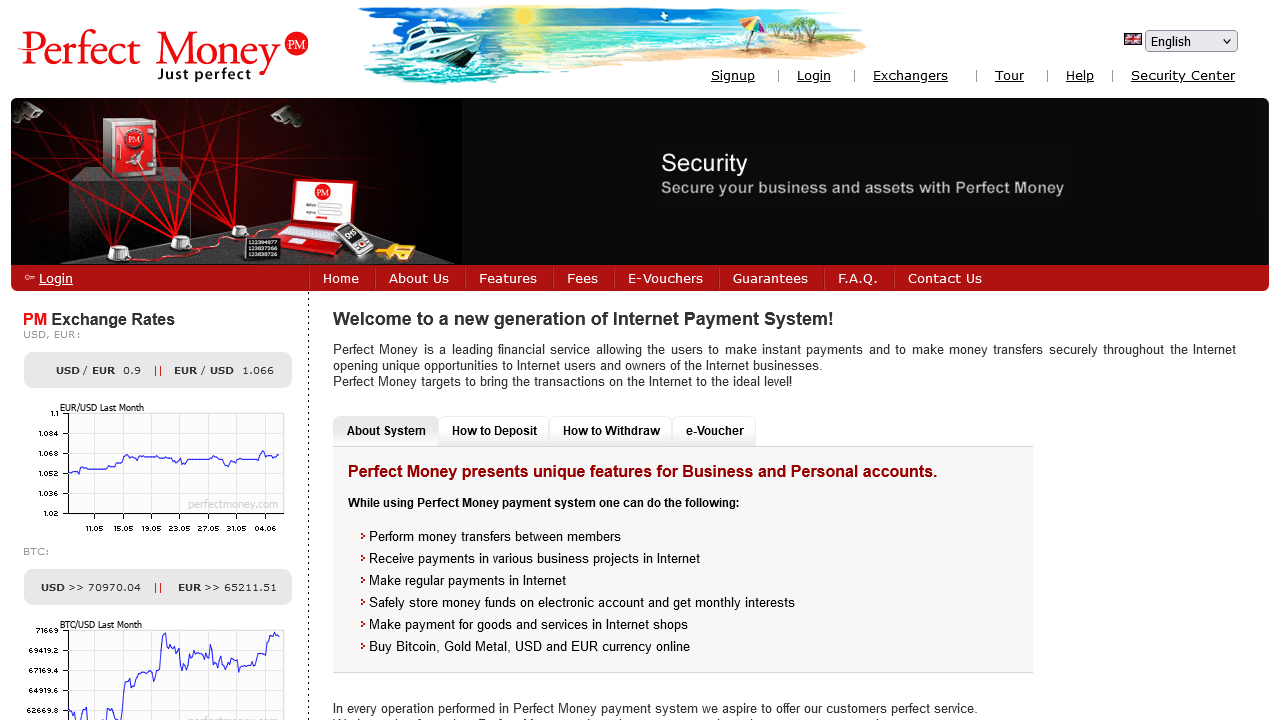 Perfect Money PM
Just perfect
English
Signup | Login | Exchangers | Tour | Help | Security Center
PM
PM
122394877
123837366
123838726
Security
Secure your business and assets with Perfect Money
Login
Home
About Us
Features
Fees
E-Vouchers
Guarantees
F.A.Q.
Contact Us
PM Exchange Rates
USD, EUR:
USD / EUR 0.9 || EUR / USD 1.066
EUR/USD Last Month
1.1
1.084
1.068
1.052
1.036
1.02
perfectmoney.com
11.05 15.05 19.05 23.05 27.05 31.05 04.06
BTC:
USD >> 70970.04 || EUR >> 65211.51
BTC/USD Last Month
71669
69419.2
67169.4
64919.6
62669.8
Welcome to a new generation of Internet Payment System!
Perfect Money is a leading financial service allowing the users to make instant payments and to make money transfers securely throughout the Internet
opening unique opportunities to Internet users and owners of the Internet businesses.
Perfect Money targets to bring the transactions on the Internet to the ideal level!
About System
How to Deposit
How to Withdraw
e-Voucher
Perfect Money presents unique features for Business and Personal accounts.
While using Perfect Money payment system one can do the following:
Perform money transfers between members
Receive payments in various business projects in Internet
Make regular payments in Internet
Safely store money funds on electronic account and get monthly interests
Make payment for goods and services in Internet shops
Buy Bitcoin, Gold Metal, USD and EUR currency online
In every operation performed in Perfect Money payment system we aspire to offer our customers perfect service.